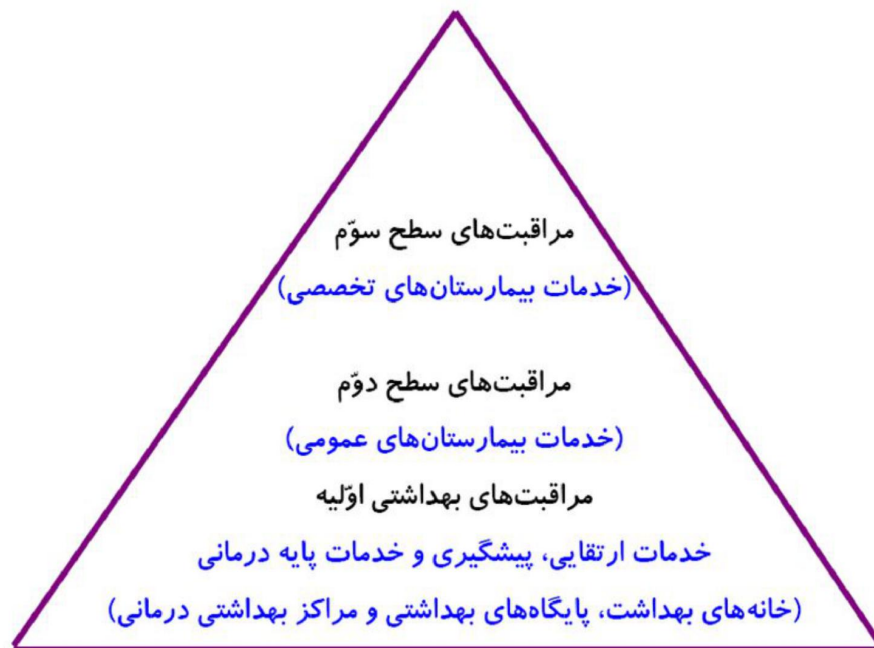 مراقبت‌های سطح سوّم
(خدمات بیمارستان‌های تخصصی)
مراقبت‌های سطح دوّم
(خدمات بیمارستان‌های عمومی)
مراقبت‌های بهداشتی اوّلیه
خدمات ارتقایی، پیشگیری و خدمات پایه درمانی
(خانه‌های بهداشت، پایگاه‌های بهداشتی و مراکز بهداشتی درمانی)